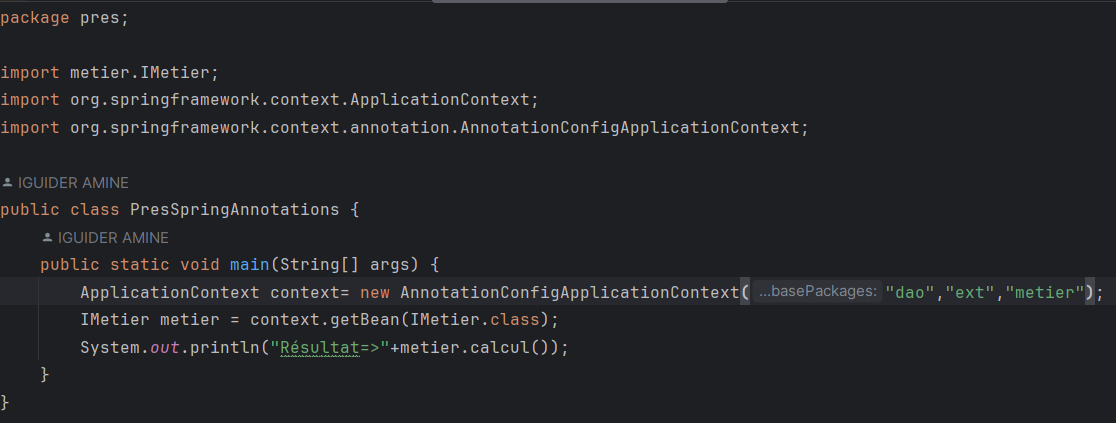 package pres;
import metier.IMetier;
import org.springframework.context.ApplicationContext;
import org.springframework.context.annotation.AnnotationConfigApplicationContext;
IGUIDER AMINE
public class PresSpringAnnotations {
IGUIDER AMINE
public static void main(String[] args) {
ApplicationContext context= new AnnotationConfigApplicationContext( ...basePackages: "dao","ext","metier");
IMetier metier = context.getBean(IMetier.class);
System.out.println("Résultat=>"+metier.calcul());
}
}